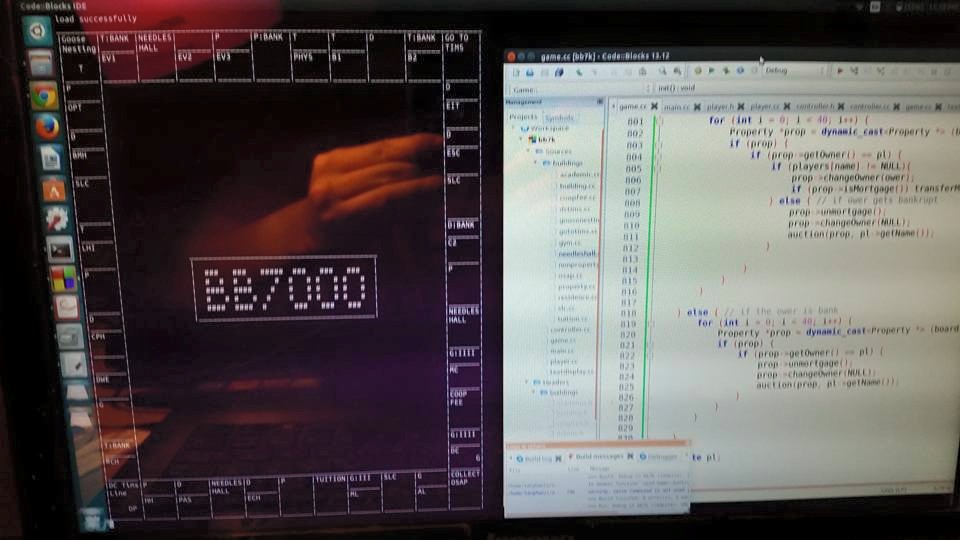 Code::Blocks IDE
load successfully
Goose
Nesting
T
T:BANK
EV1
NEEDLES
HALL
EV2
P
EV3
P:BANK
T
PHYS
T
B1
D
T:BANK
B2
GO TO
TIMS
P
OPT
D
BMH
SLC
T
LHI
P
D
CPH
DWE
G
T:BANK
RCH
D
EIT
D
ESC
SLC
D:BANK
C2
P
NEEDLES
HALL
G:IIII
MC
COOP
FEE
G:IIII
DC
G
COLLECT
OSAP
DC Tims
Line
DP
P
D
PAS
NEEDLES
HALL
D
ECH
P
TUITION
G:IIII
ML
SLC
G
AL
BB7000
game.cc [bb7k] - Code::Blocks 13.12
Debug
init() : void
Management
Projects Symbols
Workspace
bb7k
Sources
buildings
academic.cc
building.cc
coopfee.cc
dctims.cc
goosenestin
gototims.cc
gym.cc
needleshall
nonproperty
osap.cc
property.cc
residence.cc
slc.cc
tuition.cc
controller.cc
game.cc
main.cc
player.cc
textdisplay.cc
Headers
buildings
game.cc main.cc player.h player.cc controller.h controller.cc game.h
801 for (int i = 0; i < 40; i++) {
802 Property *prop = dynamic_cast<Property *> (b
803 if (prop) {
804 if (prop->getOwner() == pl) {
805 if (players[name] != NULL){
806 prop->changeOwner(ower);
807 if (prop->isMortgage()) transferM
808 } else { // if ower gets bankrupt
809 prop->unmortgage();
810 prop->changeOwner(NULL);
811 auction(prop, pl->getName());
812 }
813
814 }
815 }
816 }
817
818 } else { // if the ower is bank
819 for (int i = 0; i < 40; i++) {
820 Property *prop = dynamic_cast<Property *> (board
821 if (prop) {
822 if (prop->getOwner() == pl) {
823 prop->unmortgage();
824 prop->changeOwner(NULL);
825 auction(prop, pl->getName());
826 }
827 }
828 }
829
te pl;
Build log Build messages Debugger
File Line Message